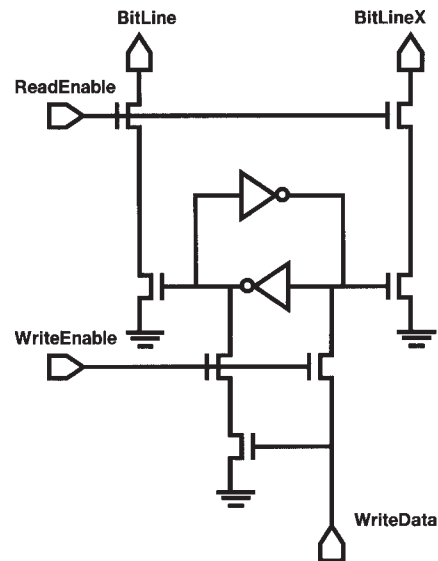 BitLine
BitLineX
ReadEnable
WriteEnable
WriteData